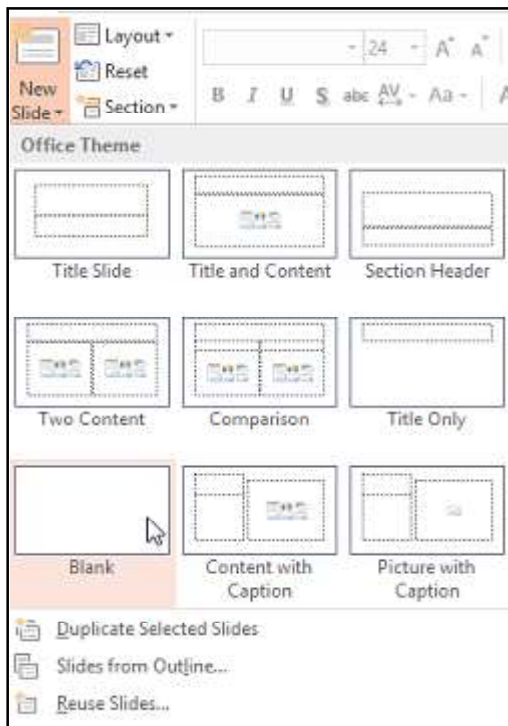 New
Slide
Layout
Reset
Section
24
A A
B I U S abc AV Aa
Office Theme
Title Slide
Title and Content
Section Header
Two Content
Comparison
Title Only
Blank
Content with
Caption
Picture with
Caption
Duplicate Selected Slides
Slides from Outline...
Reuse Slides...